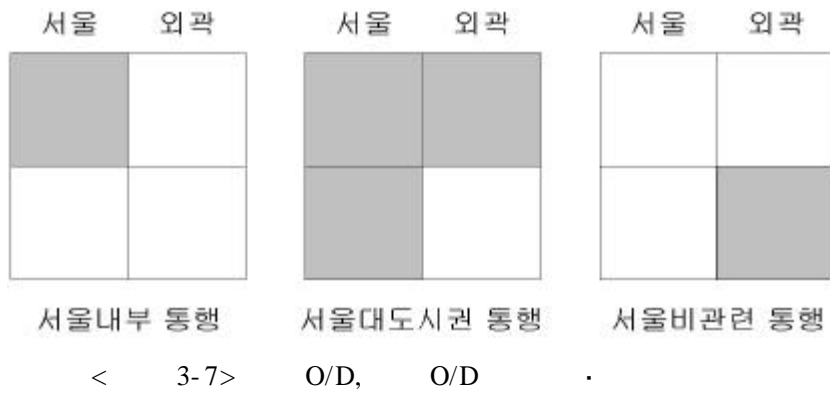 서울 외곽 서울 외곽 서울 외곽
서울내부 통행 서울대도시권 통행 서울비관련 통행
< 3-7> O/D, O/D ·